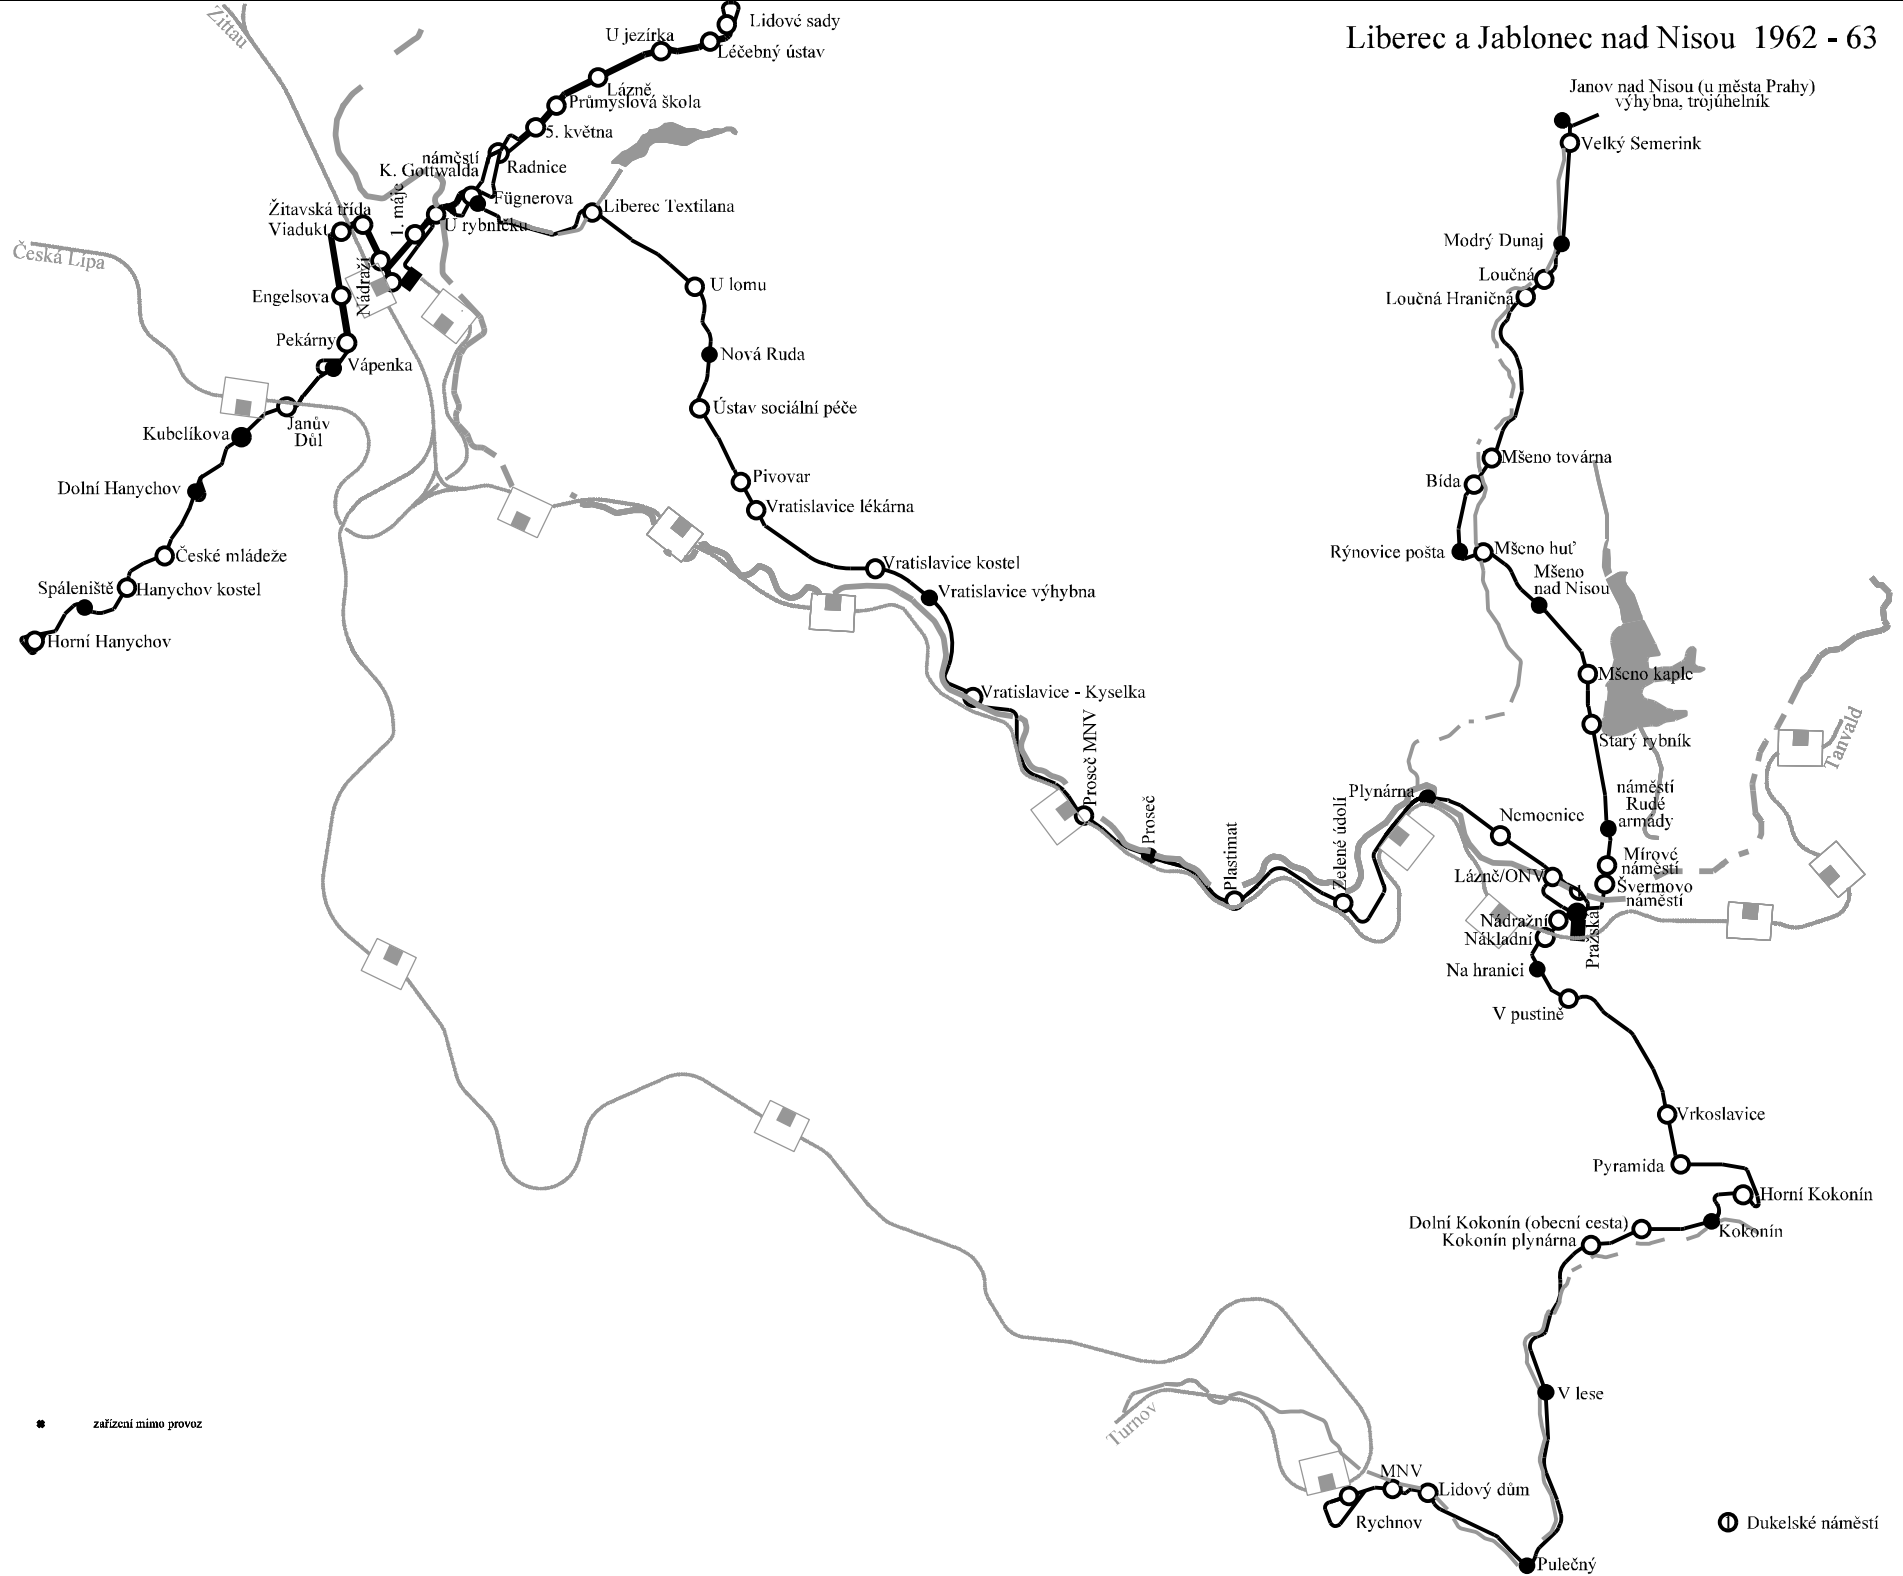 Liberec a Jablonec nad Nisou 1962 - 63
Zittau
Lidové sady
U jezírka
Léčebný ústav
Lázně
Průmyslová škola
5. května
náměstí
K. Gottwalda
Radnice
Fügnerova
1. máje
U rybníčku
Liberec Textilana
Žitavská třída
Viadukt
Nádraží
Česká Lípa
Engelsova
Pekárny
Vápenka
Janův
Důl
Kubelíkova
Dolní Hanychov
České mládeže
Spáleniště
Hanychov kostel
Horní Hanychov
U lomu
Nová Ruda
Ústav sociální péče
Pivovar
Vratislavice lékárna
Vratislavice kostel
Vratislavice výhybna
Vratislavice - Kyselka
Proseč MNV
Proseč
Plastimat
Zelené údolí
Plynárna
Nemocnice
Lázně/ONV
Nádražní
Nákladní
Pražská
Na hranici
V pustině
Janov nad Nisou (u města Prahy)
výhybna, trojúhelník
Velký Semerink
Modrý Dunaj
Loučná
Loučná Hraničná
Mšeno továrna
Bída
Rýnovice pošta
Mšeno huť
Mšeno
nad Nisou
Mšeno kaple
Starý rybník
náměstí
Rudé
armády
Mírové
náměstí
Švermovo
náměstí
Tanvald
Vrkoslavice
Pyramida
Horní Kokonín
Dolní Kokonín (obecní cesta)
Kokonín plynárna
Kokonín
V lese
Turnov
MNV
Lidový dům
Rychnov
Pulečný
zařízení mimo provoz
Dukelské náměstí